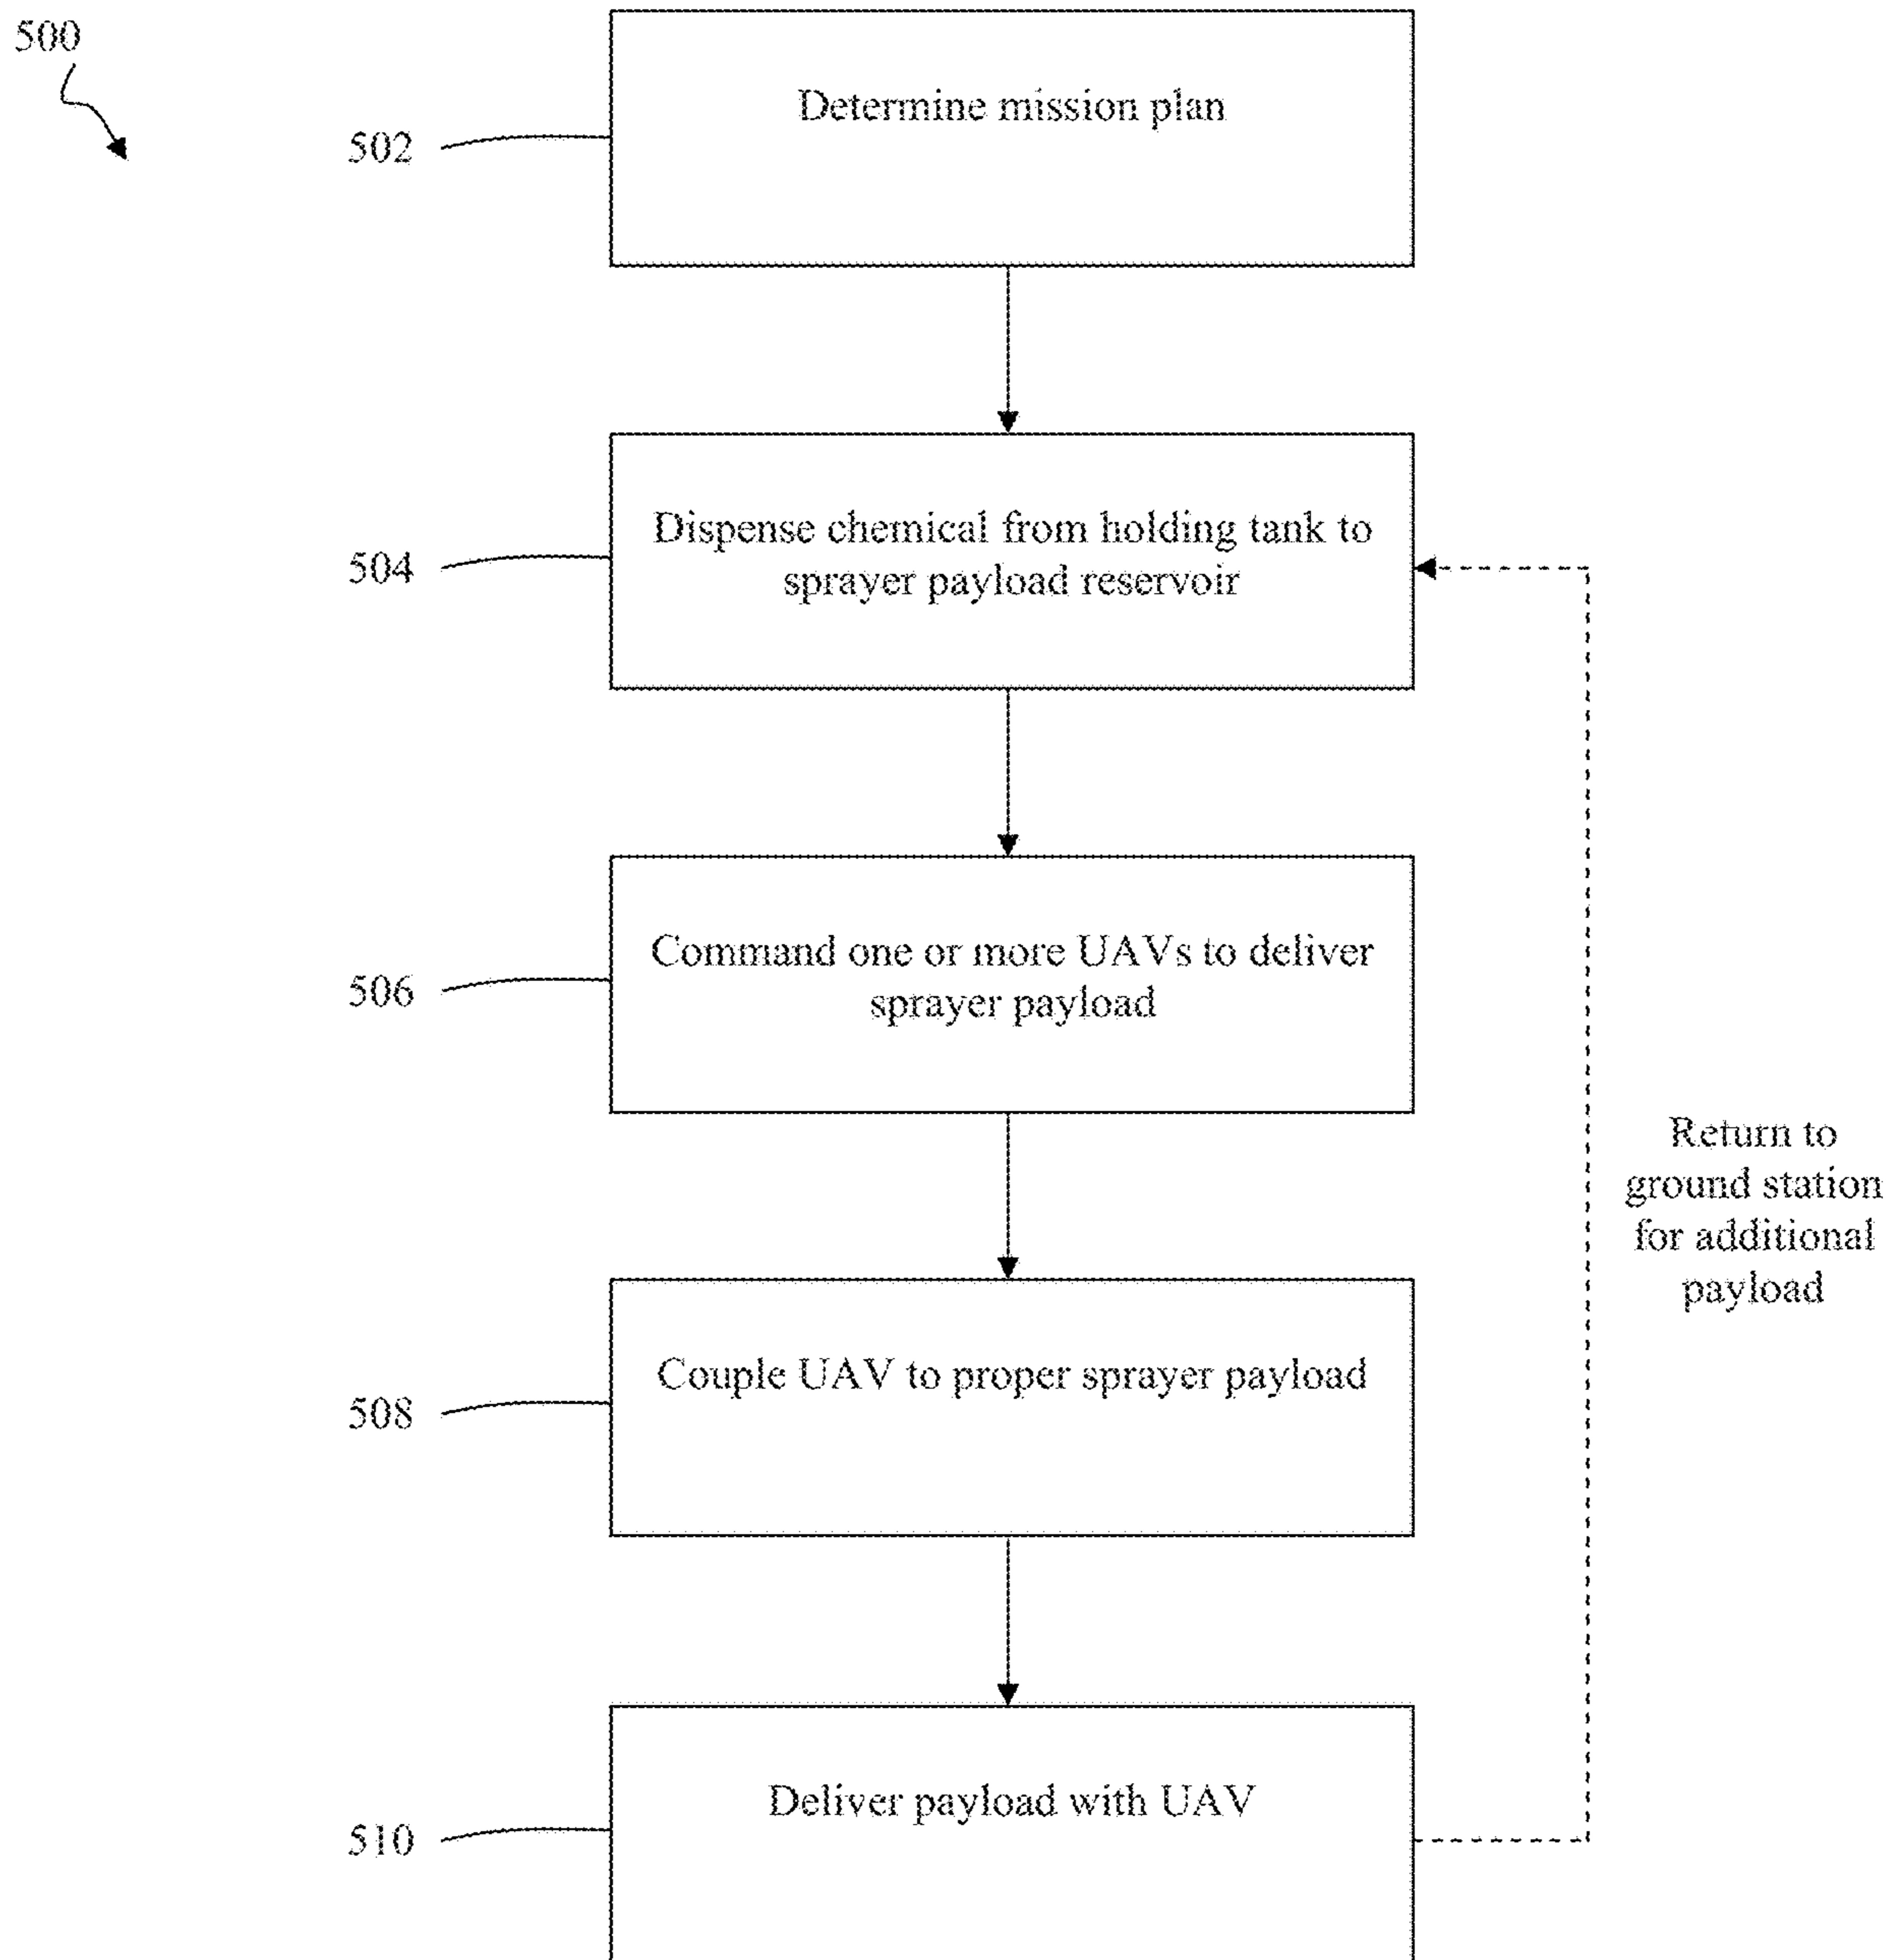 500
Determine mission plan
502
Dispense chemical from holding tank to
sprayer payload reservoir
504
Command one or more UAVs to deliver
sprayer payload
506
Return to
ground station
for additional
payload
Couple UAV to proper sprayer payload
508
Deliver payload with UAV
510